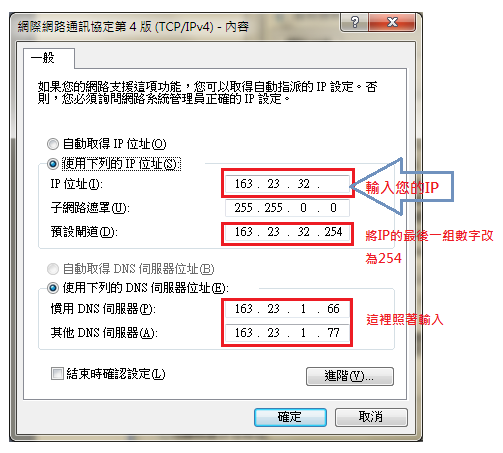 網際網路通訊協定第 4 版 (TCP/IPv4) - 內容
一般
如果您的網路支援這項功能，您可以取得自動指派的 IP 設定。否
則，您必須詢問網路系統管理員正確的 IP 設定。
自動取得 IP 位址(O)
使用下列的 IP 位址(S)
IP 位址(I): 163 . 23 . 32 . 輸入您的IP
子網路遮罩(U): 255 . 255 . 0 . 0
預設閘道(D): 163 . 23 . 32 . 254 將IP的最後一組數字改
為254
自動取得 DNS 伺服器位址(B)
使用下列的 DNS 伺服器位址(E):
慣用 DNS 伺服器(P): 163 . 23 . 1 . 66
這裡照著輸入
其他 DNS 伺服器(A): 163 . 23 . 1 . 77
結束時確認設定(L)
進階(V)...
確定 取消